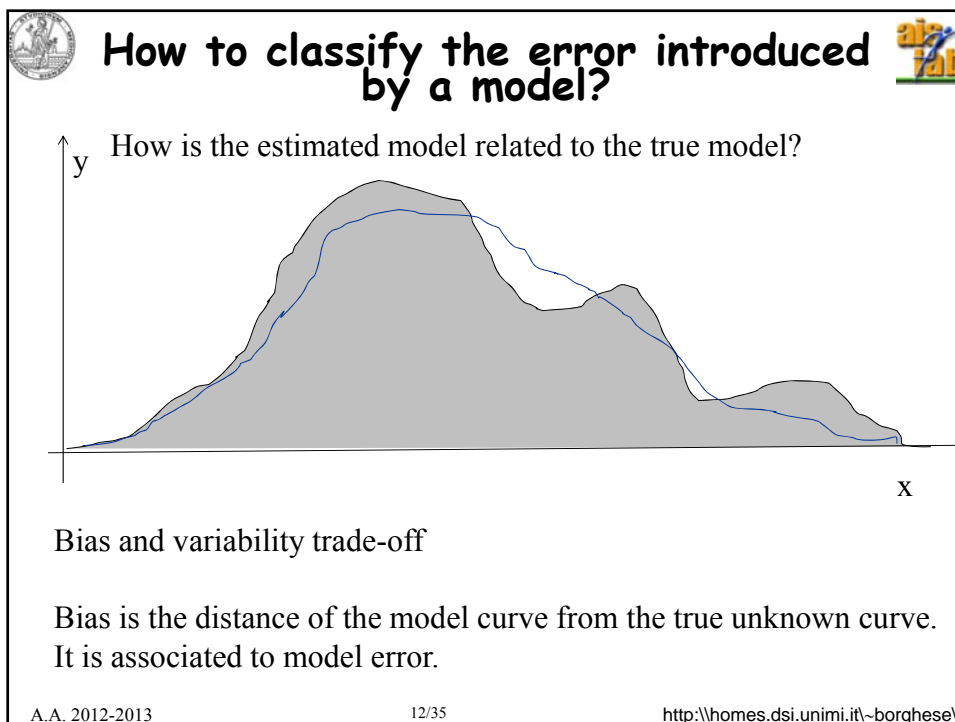 How to classify the error introduced
by a model?
How is the estimated model related to the true model?
y
x
Bias and variability trade-off
Bias is the distance of the model curve from the true unknown curve.
It is associated to model error.
A.A. 2012-2013
12/35
http:\\homes.dsi.unimi.it\~borghese\